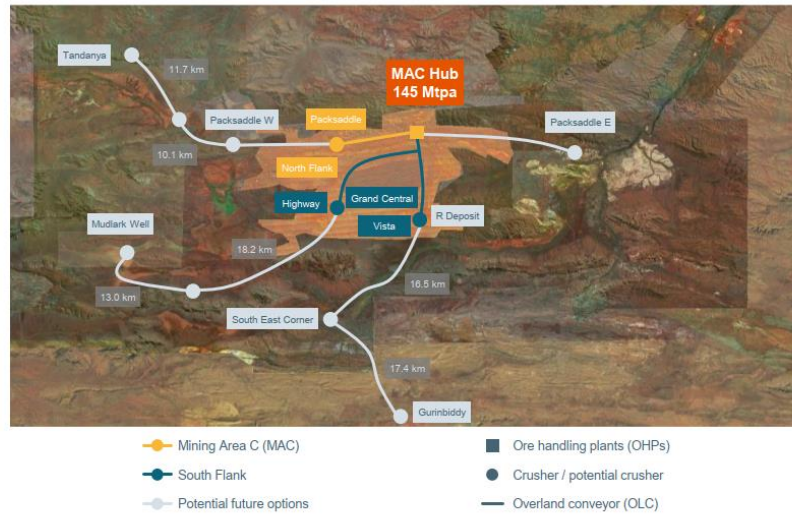 Tandanya
11.7 km
MAC Hub
145 Mtpa
Packsaddle W
Packsaddle
Packsaddle E
10.1 km
North Flank
Highway
Grand Central
Vista
R Deposit
Mudlark Well
18.2 km
13.0 km
16.5 km
South East Corner
17.4 km
Gurinbiddy
Mining Area C (MAC)
Ore handling plants (OHPs)
South Flank
Crusher / potential crusher
Potential future options
Overland conveyor (OLC)